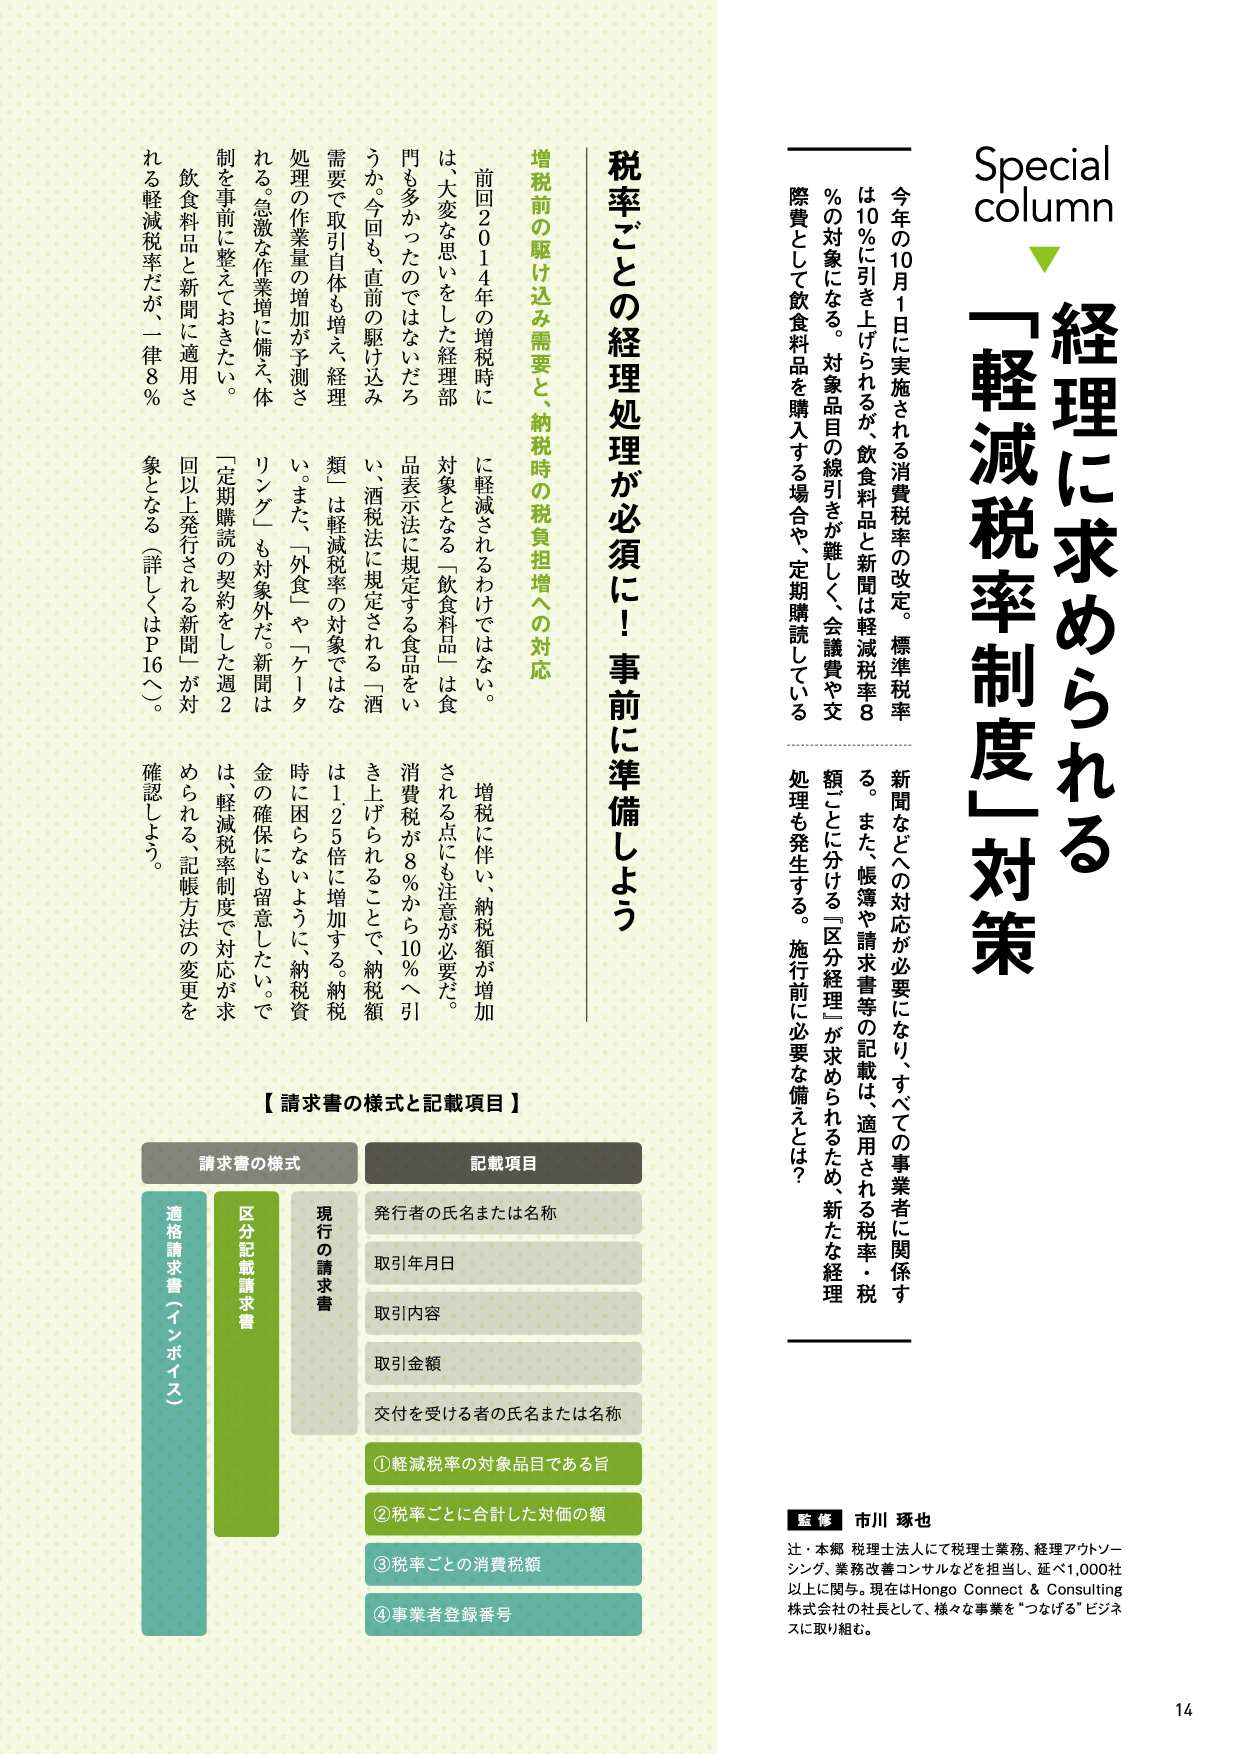 Special
column
経理に求められる
「軽減税率制度」対策
今年の10月1日に実施される消費税率の改定。標準税率
は10%に引き上げられるが、飲食料品と新聞は軽減税率8
%の対象になる。対象品目の線引きが難しく、会議費や交
際費として飲食料品を購入する場合や、定期購読している
新聞などへの対応が必要になり、すべての事業者に関係す
る。また、帳簿や請求書等の記載は、適用される税率・税
額ごとに分ける『区分経理』が求められるため、新たな経理
処理も発生する。施行前に必要な備えとは?
税率ごとの経理処理が必須に!事前に準備しよう
増税前の駆け込み需要と、納税時の税負担増への対応
前回2014年の増税時に
は、大変な思いをした経理部
門も多かったのではないだろ
うか。今回も、直前の駆け込み
需要で取引自体も増え、経理
処理の作業量の増加が予測さ
れる。急激な作業増に備え、体
制を事前に整えておきたい。
飲食料品と新聞に適用さ
れる軽減税率だが、一律8%
に軽減されるわけではない。
対象となる「飲食料品」は食
品表示法に規定する食品をい
い、酒税法に規定される「酒
類」は軽減税率の対象ではな
い。また、「外食」や「ケータ
リング」も対象外だ。新聞は
「定期購読の契約をした週2
回以上発行される新聞」が対
象となる(詳しくはP16へ)。
増税に伴い、納税額が増加
される点にも注意が必要だ。
消費税が8%から10%へ引
き上げられることで、納税額
は1.25倍に増加する。納税
時に困らないように、納税資
金の確保にも留意したい。で
は、軽減税率制度で対応が求
められる、記帳方法の変更を
確認しよう。
【請求書の様式と記載項目】
請求書の様式
記載項目
適格請求書(インボイス)
区分記載請求書
現行の請求書
発行者の氏名または名称
取引年月日
取引内容
取引金額
交付を受ける者の氏名または名称
①軽減税率の対象品目である旨
②税率ごとに合計した対価の額
③税率ごとの消費税額
④事業者登録番号
監修 市川 琢也
辻・本郷 税理士法人にて税理士業務、経理アウトソー
シング、業務改善コンサルなどを担当し、延べ1,000社
以上に関与。現在はHongo Connect & Consulting
株式会社の社長として、様々な事業を“つなげる”ビジネ
スに取り組む。
14